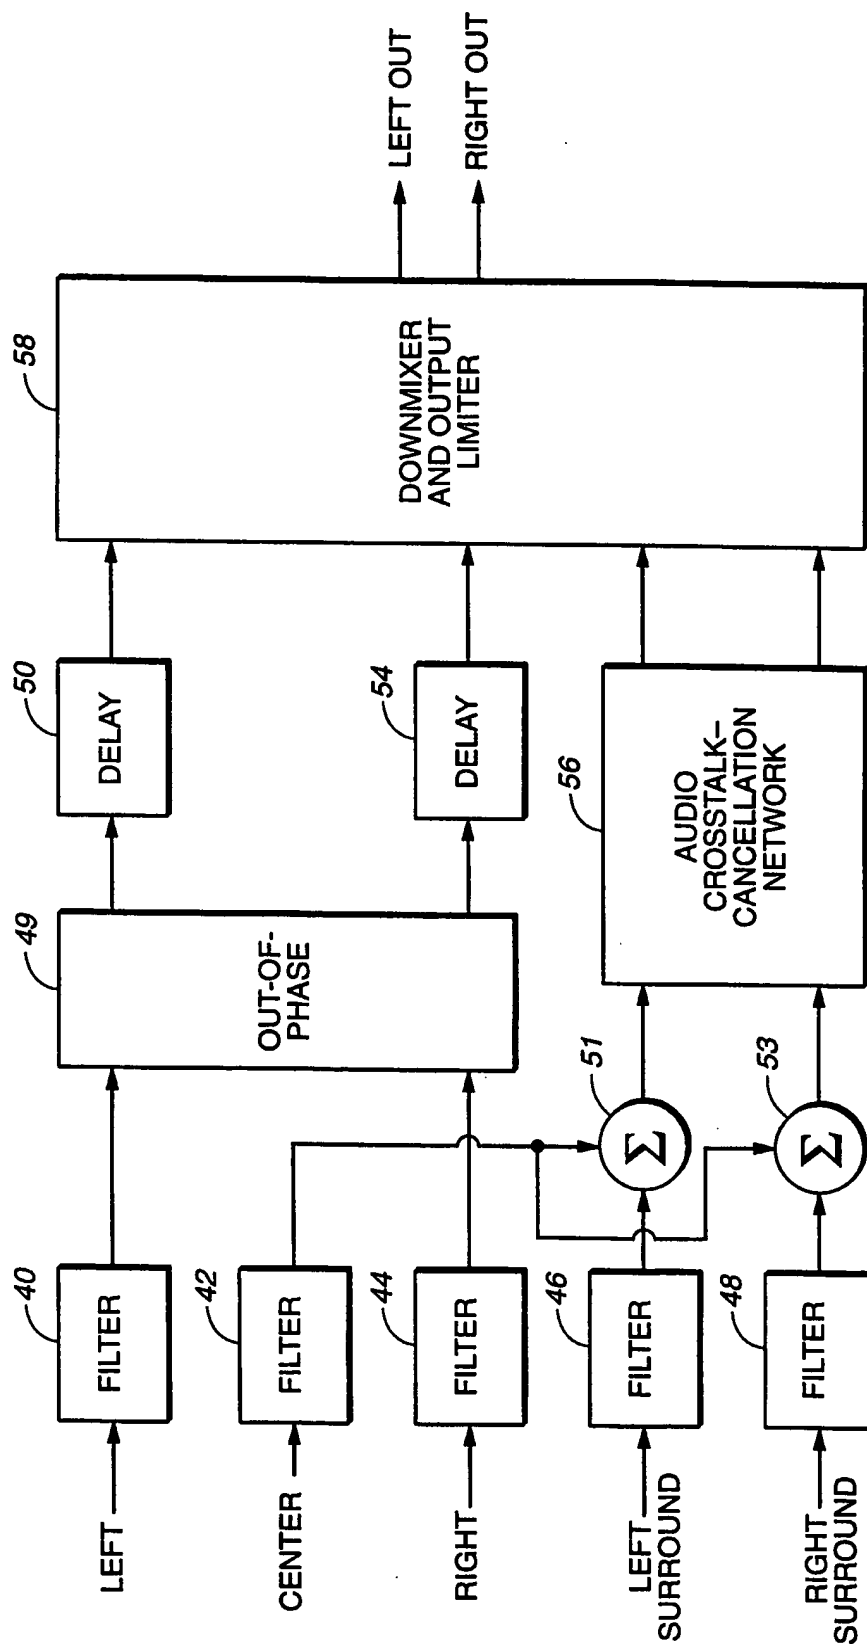 LEFT
40
FILTER
CENTER
42
FILTER
RIGHT
44
FILTER
LEFT
SURROUND
46
FILTER
RIGHT
SURROUND
48
FILTER
49
OUT-OF-
PHASE
51
Σ
53
Σ
50
DELAY
54
DELAY
56
AUDIO
CROSSTALK–
CANCELLATION
NETWORK
58
DOWNMIXER
AND OUTPUT
LIMITER
LEFT OUT
RIGHT OUT